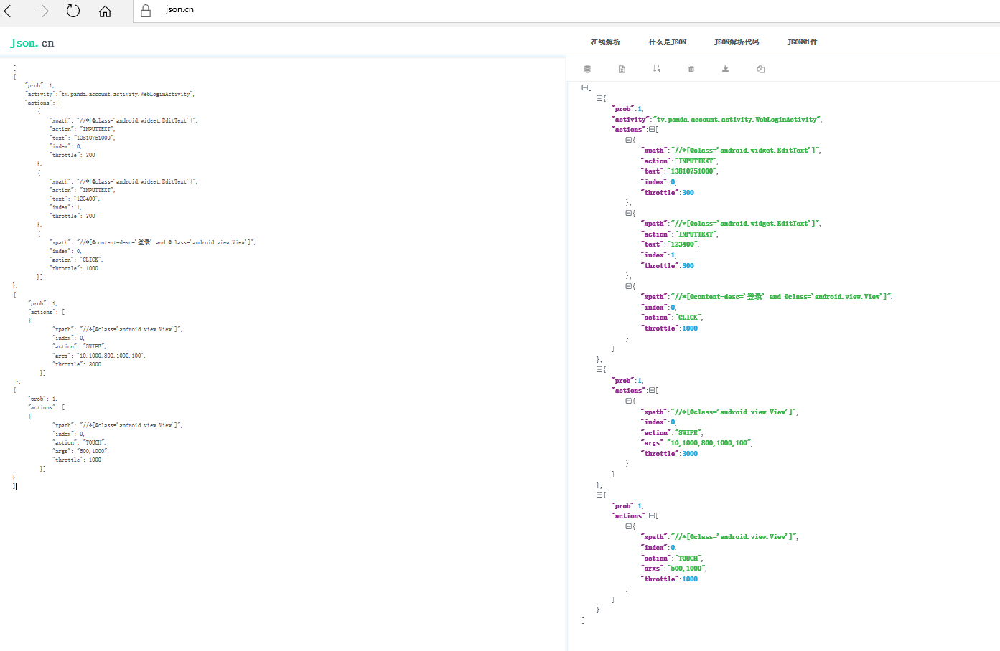 json.cn
Json.cn
在线解析 什么是JSON JSON解析代码 JSON组件
[
{
"prob": 1,
"activity":"tv.panda.account.activity.WebLoginActivity",
"actions": [
{
"xpath": "//*[@class='android.widget.EditText']",
"action": "INPUTTEXT",
"text": "13810751000",
"index": 0,
"throttle": 300
},
{
"xpath": "//*[@class='android.widget.EditText']",
"action": "INPUTTEXT",
"text": "123400",
"index": 1,
"throttle": 300
},
{
"xpath": "//*[@content-desc='登录' and @class='android.view.View']",
"index": 0,
"action": "CLICK",
"throttle": 1000
}]
},
{
"prob": 1,
"actions": [
{
"xpath": "//*[@class='android.view.View']",
"index": 0,
"action": "SWIPE",
"args": "10,1000,800,1000,100",
"throttle": 3000
}]
},
{
"prob": 1,
"actions": [
{
"xpath": "//*[@class='android.view.View']",
"index": 0,
"action": "TOUCH",
"args": "500,1000",
"throttle": 1000
}]
}
]
[
{
"prob":1,
"activity":"tv.panda.account.activity.WebLoginActivity",
"actions":[
{
"xpath":"//*[@class='android.widget.EditText']",
"action":"INPUTTEXT",
"text":"13810751000",
"index":0,
"throttle":300
},
{
"xpath":"//*[@class='android.widget.EditText']",
"action":"INPUTTEXT",
"text":"123400",
"index":1,
"throttle":300
},
{
"xpath":"//*[@content-desc='登录' and @class='android.view.View']",
"index":0,
"action":"CLICK",
"throttle":1000
}
]
},
{
"prob":1,
"actions":[
{
"xpath":"//*[@class='android.view.View']",
"index":0,
"action":"SWIPE",
"args":"10,1000,800,1000,100",
"throttle":3000
}
]
},
{
"prob":1,
"actions":[
{
"xpath":"//*[@class='android.view.View']",
"index":0,
"action":"TOUCH",
"args":"500,1000",
"throttle":1000
}
]
}
]